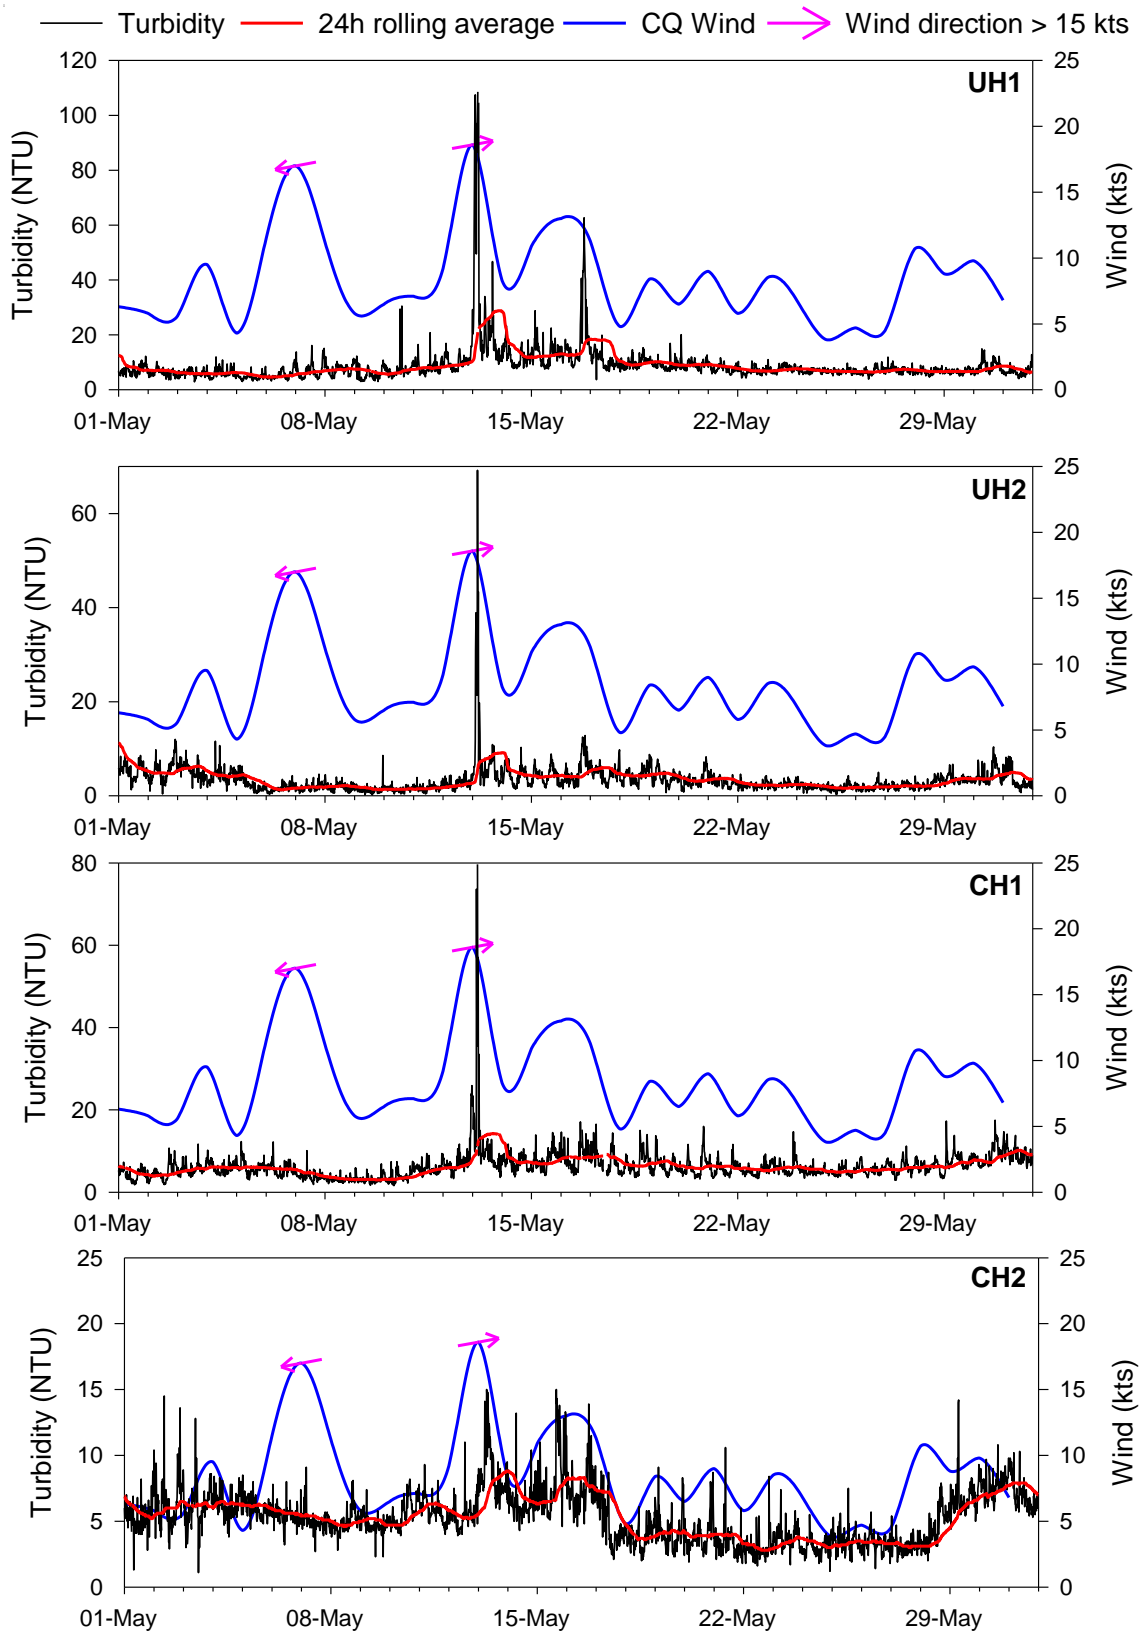 Turbidity 24h rolling average CQ Wind Wind direction > 15 kts
UH1
Turbidity (NTU)
120
100
80
60
40
20
0
Wind (kts)
25
20
15
10
5
0
01-May 08-May 15-May 22-May 29-May
UH2
Turbidity (NTU)
60
40
20
0
Wind (kts)
25
20
15
10
5
0
01-May 08-May 15-May 22-May 29-May
CH1
Turbidity (NTU)
80
60
40
20
0
Wind (kts)
25
20
15
10
5
0
01-May 08-May 15-May 22-May 29-May
CH2
Turbidity (NTU)
25
20
15
10
5
0
Wind (kts)
25
20
15
10
5
0
01-May 08-May 15-May 22-May 29-May